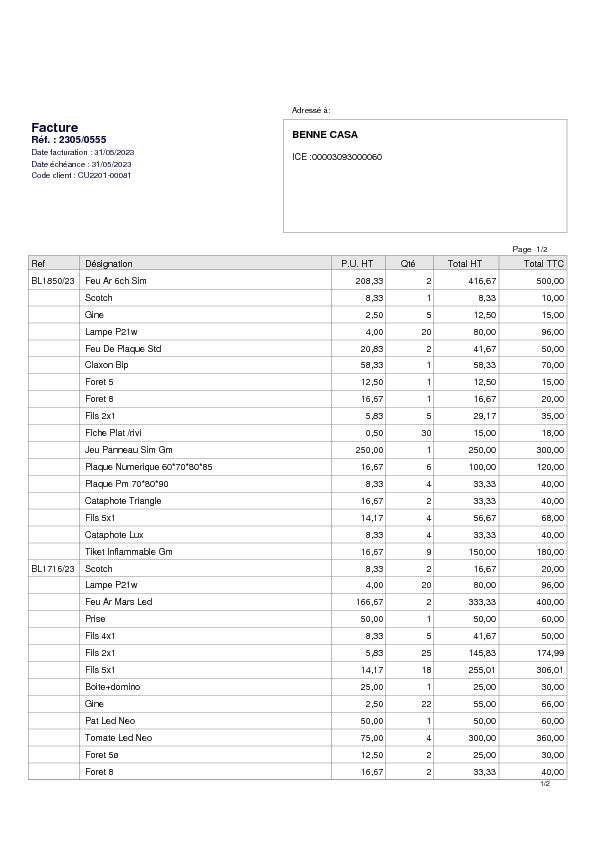 Adressé à:
Facture
Réf. : 2305/0555
Date facturation : 31/05/2023
Date échéance : 31/05/2023
Code client : CU2201-00081
BENNE CASA
ICE :00003093000060
Page 1/2
Ref Désignation P.U. HT Qté Total HT Total TTC
BL1850/23 Feu Ar 6ch Sim 208,33 2 416,67 500,00
Scotch 8,33 1 8,33 10,00
Gine 2,50 5 12,50 15,00
Lampe P21w 4,00 20 80,00 96,00
Feu De Plaque Std 20,83 2 41,67 50,00
Claxon Bip 58,33 1 58,33 70,00
Foret 5 12,50 1 12,50 15,00
Foret 8 16,67 1 16,67 20,00
Fils 2x1 5,83 5 29,17 35,00
Fiche Plat /rivi 0,50 30 15,00 18,00
Jeu Panneau Sim Gm 250,00 1 250,00 300,00
Plaque Numerique 60*70*80*85 16,67 6 100,00 120,00
Plaque Pm 70*80*90 8,33 4 33,33 40,00
Cataphote Triangle 16,67 2 33,33 40,00
Fils 5x1 14,17 4 56,67 68,00
Cataphote Lux 8,33 4 33,33 40,00
Tiket Inflammable Gm 16,67 9 150,00 180,00
BL1716/23 Scotch 8,33 2 16,67 20,00
Lampe P21w 4,00 20 80,00 96,00
Feu Ar Mars Led 166,67 2 333,33 400,00
Prise 50,00 1 50,00 60,00
Fils 4x1 8,33 5 41,67 50,00
Fils 2x1 5,83 25 145,83 174,99
Fils 5x1 14,17 18 255,01 306,01
Boite+domino 25,00 1 25,00 30,00
Gine 2,50 22 55,00 66,00
Pat Led Neo 50,00 1 50,00 60,00
Tomate Led Neo 75,00 4 300,00 360,00
Foret 5ø 12,50 2 25,00 30,00
Foret 8 16,67 2 33,33 40,00
1/2